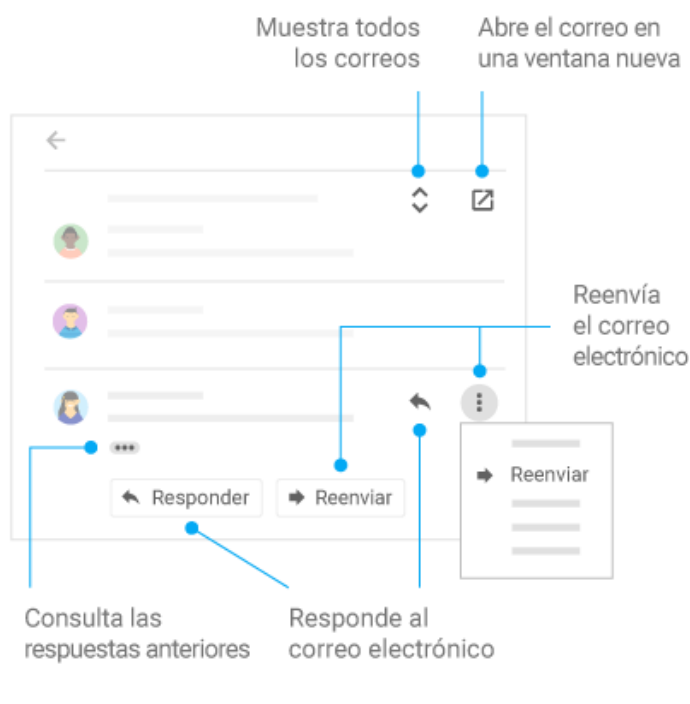 Muestra todos
los correos
Abre el correo en
una ventana nueva
Reenvía
el correo
electrónico
Reenviar
Responder
Reenviar
Consulta las
respuestas anteriores
Responde al
correo electrónico